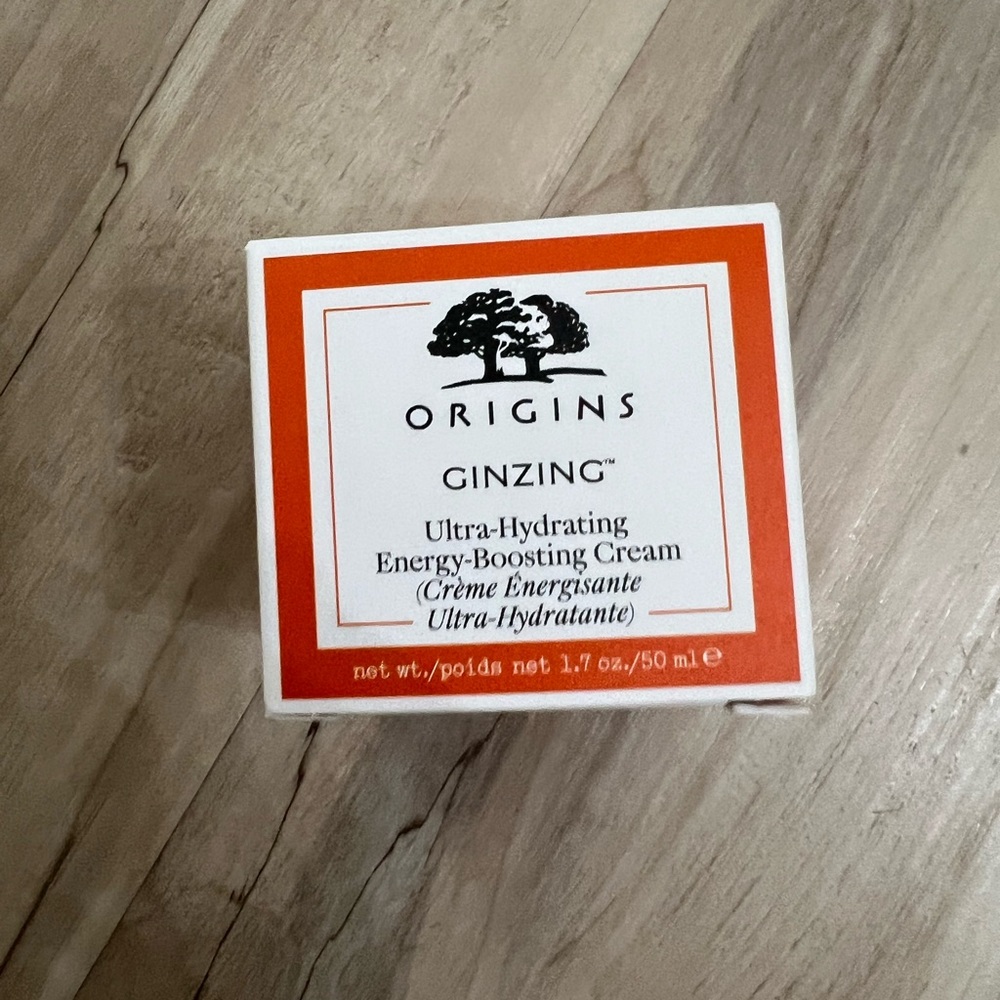 ORIGINS
GINZING™
Ultra-Hydrating
Energy-Boosting Cream
(Crème Énergisante
Ultra-Hydratante)
net wt./poids net 1.7 oz./50 ml ℮